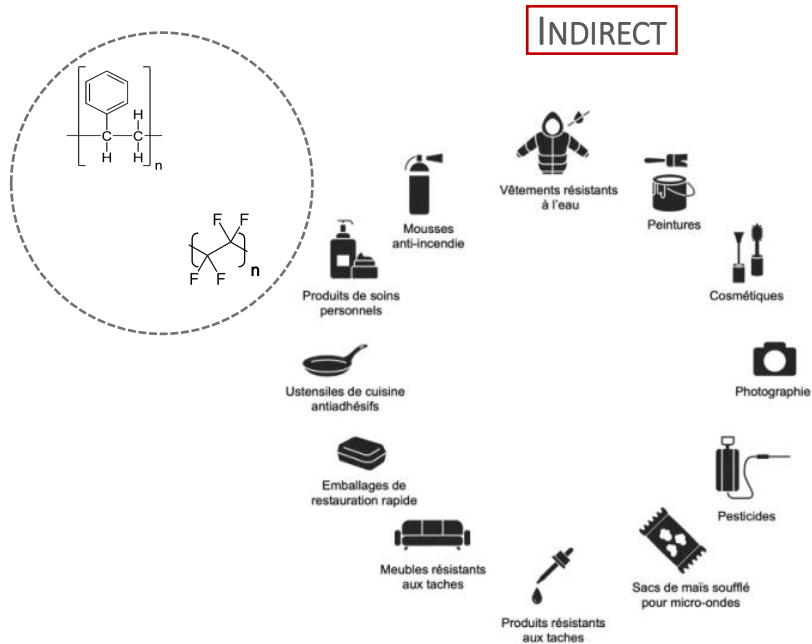 INDIRECT
H
C
C
H
H
n
F
F
F
F
n
Vêtements résistants
à l'eau
Mousses
anti-incendie
Peintures
Produits de soins
personnels
Cosmétiques
Ustensiles de cuisine
antiadhésifs
Photographie
Emballages de
restauration rapide
Pesticides
Meubles résistants
aux taches
Sacs de maïs soufflé
pour micro-ondes
Produits résistants
aux taches